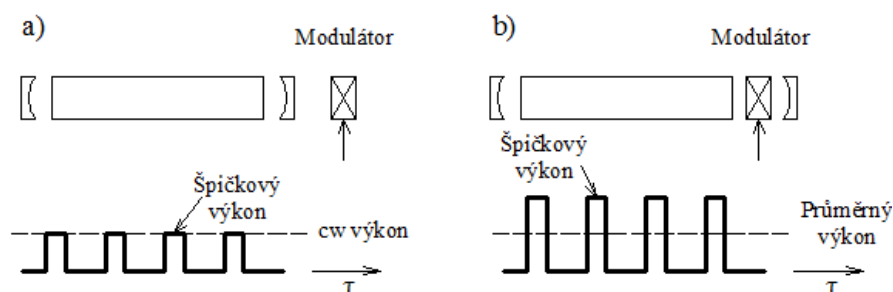 a)
Modulátor
Špičkový
výkon
cw výkon
τ
b)
Modulátor
Špičkový
výkon
Průměrný
výkon
τ